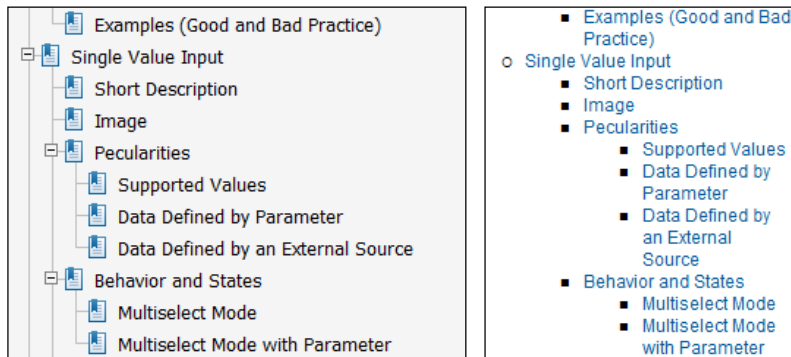 Examples (Good and Bad Practice)
Single Value Input
Short Description
Image
Pecularities
Supported Values
Data Defined by Parameter
Data Defined by an External Source
Behavior and States
Multiselect Mode
Multiselect Mode with Parameter
Examples (Good and Bad
Practice)
Single Value Input
Short Description
Image
Pecularities
Supported Values
Data Defined by
Parameter
Data Defined by
an External
Source
Behavior and States
Multiselect Mode
Multiselect Mode
with Parameter